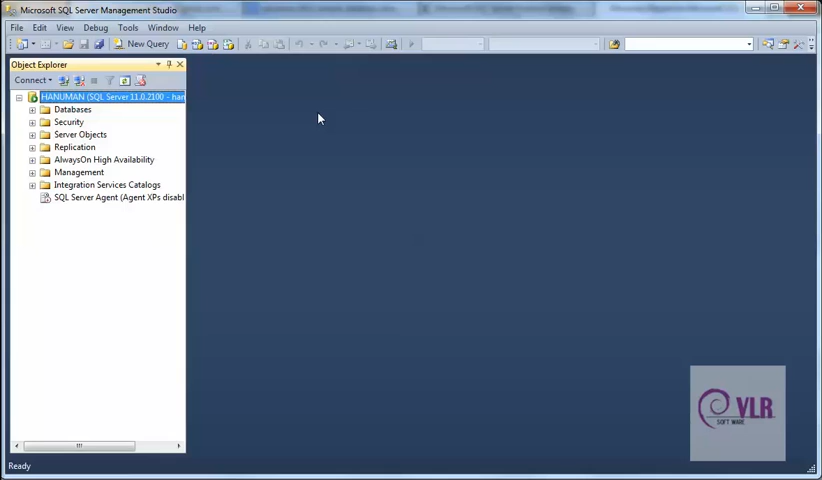 Microsoft SQL Server Management Studio
File Edit View Debug Tools Window Help
New Query
Object Explorer
Connect
HANUMAN (SQL Server 11.0.2100 - han
Databases
Security
Server Objects
Replication
AlwaysOn High Availability
Management
Integration Services Catalogs
SQL Server Agent (Agent XPs disabl
VLR
SOFT WARE
Ready